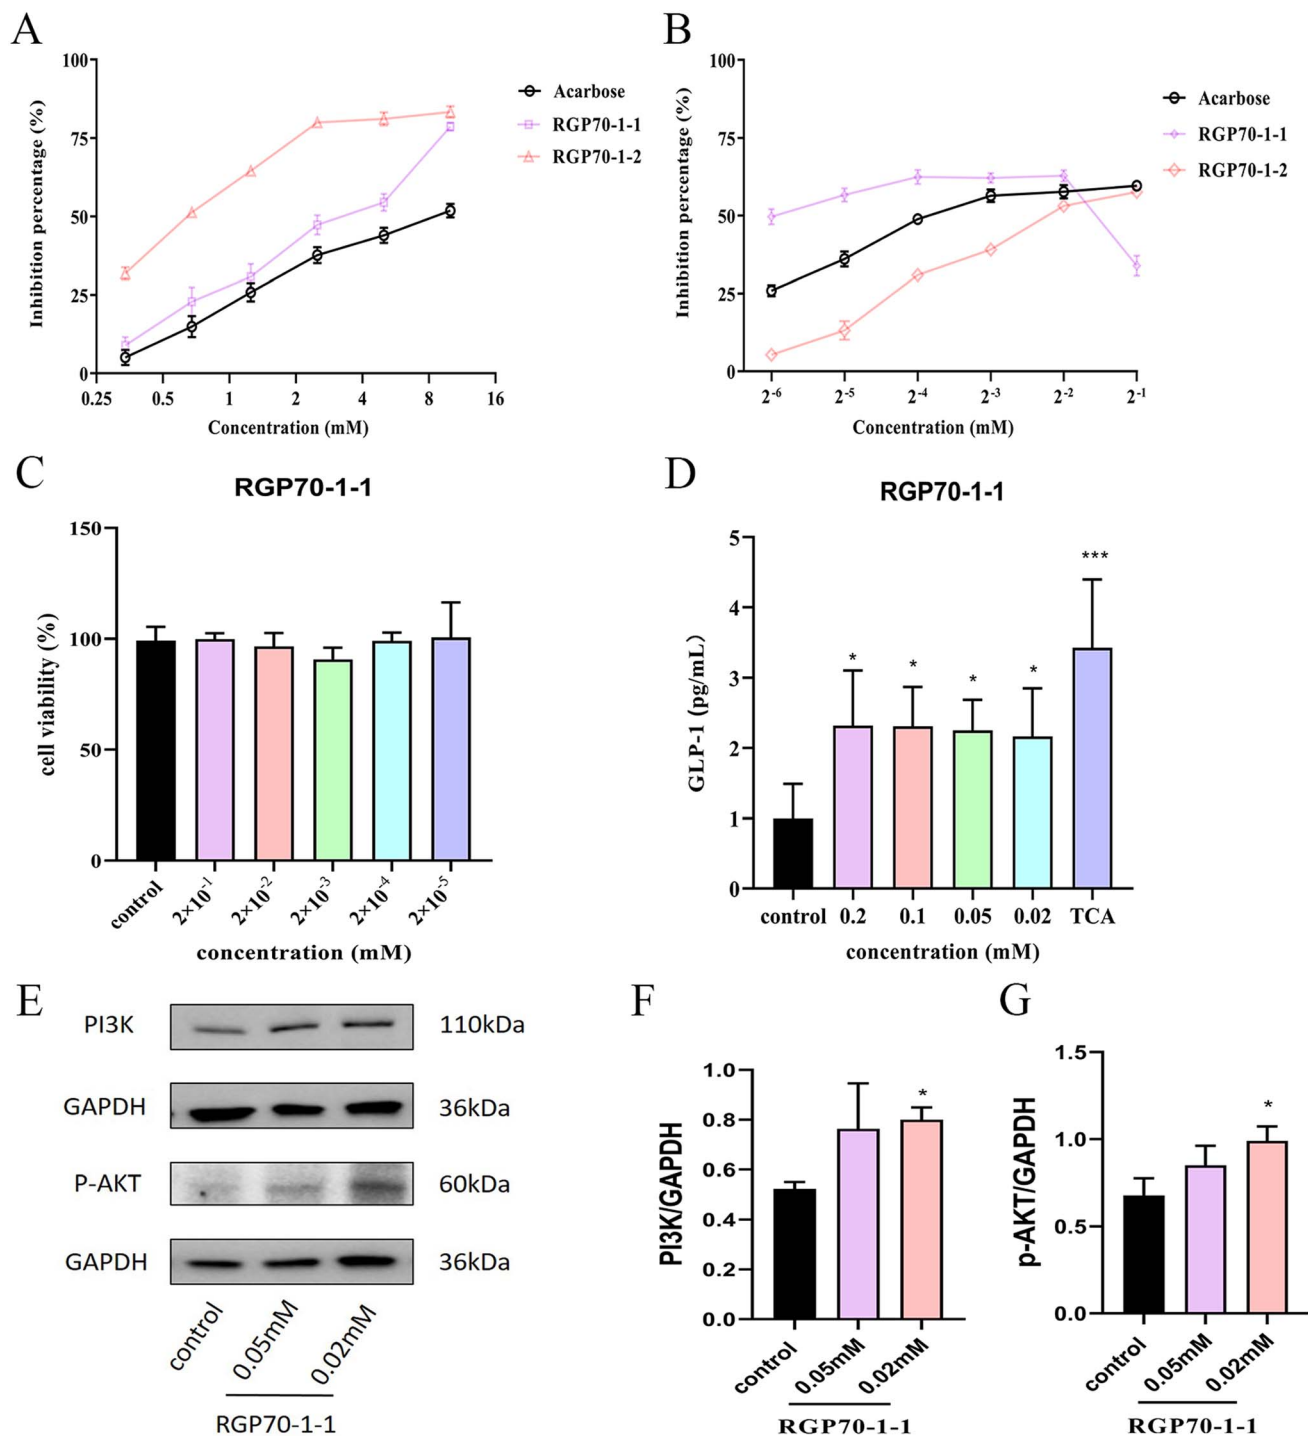 A
100
75
50
25
0
Inhibition percentage (%)
0.25 0.5 1 2 4 8 16
Concentration (mM)
Acarbose
RGP70-1-1
RGP70-1-2
B
100
75
50
25
0
Inhibition percentage (%)
2-6 2-5 2-4 2-3 2-2 2-1
Concentration (mM)
Acarbose
RGP70-1-1
RGP70-1-2
C
RGP70-1-1
150
100
50
0
cell viability (%)
control 2×10-1 2×10-2 2×10-3 2×10-4 2×10-5
concentration (mM)
D
RGP70-1-1
5
4
3
2
1
0
GLP-1 (pg/mL)
* * * * ***
control 0.2 0.1 0.05 0.02 TCA
concentration (mM)
E
PI3K 110kDa
GAPDH 36kDa
P-AKT 60kDa
GAPDH 36kDa
control 0.05mM 0.02mM
RGP70-1-1
F
1.0
0.8
0.6
0.4
0.2
0.0
PI3K/GAPDH
*
control 0.05mM 0.02mM
RGP70-1-1
G
1.5
1.0
0.5
0.0
p-AKT/GAPDH
*
control 0.05mM 0.02mM
RGP70-1-1